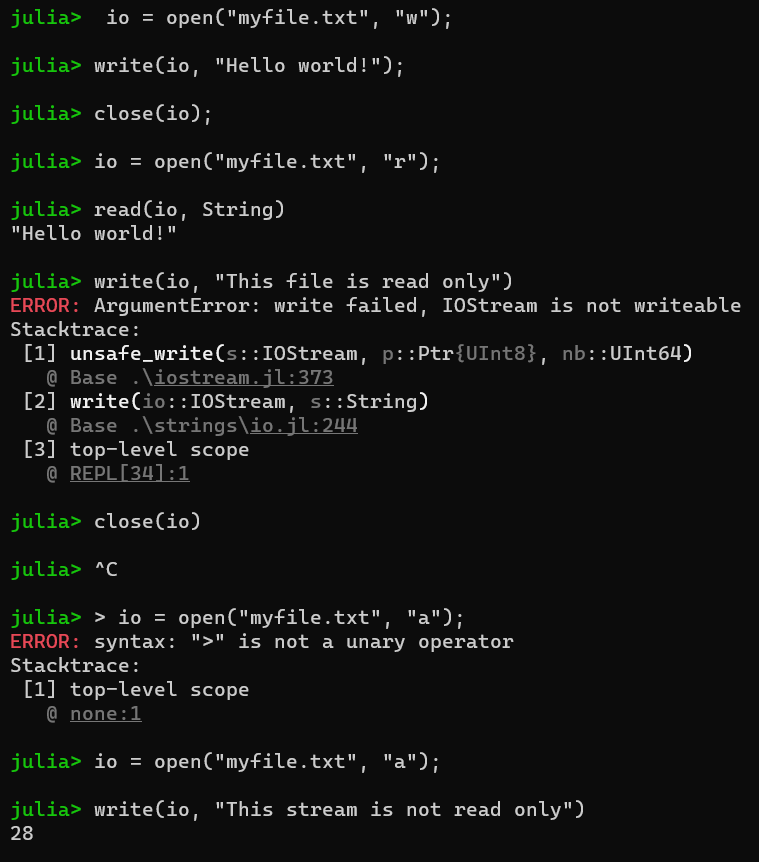 julia>  io = open("myfile.txt", "w");
julia> write(io, "Hello world!");
julia> close(io);
julia> io = open("myfile.txt", "r");
julia> read(io, String)
"Hello world!"
julia> write(io, "This file is read only")
ERROR: ArgumentError: write failed, IOStream is not writeable
Stacktrace:
 [1] unsafe_write(s::IOStream, p::Ptr{UInt8}, nb::UInt64)
   @ Base .\iostream.jl:373
 [2] write(io::IOStream, s::String)
   @ Base .\strings\io.jl:244
 [3] top-level scope
   @ REPL[34]:1
julia> close(io)
julia> ^C
julia> > io = open("myfile.txt", "a");
ERROR: syntax: ">" is not a unary operator
Stacktrace:
 [1] top-level scope
   @ none:1
julia> io = open("myfile.txt", "a");
julia> write(io, "This stream is not read only")
28